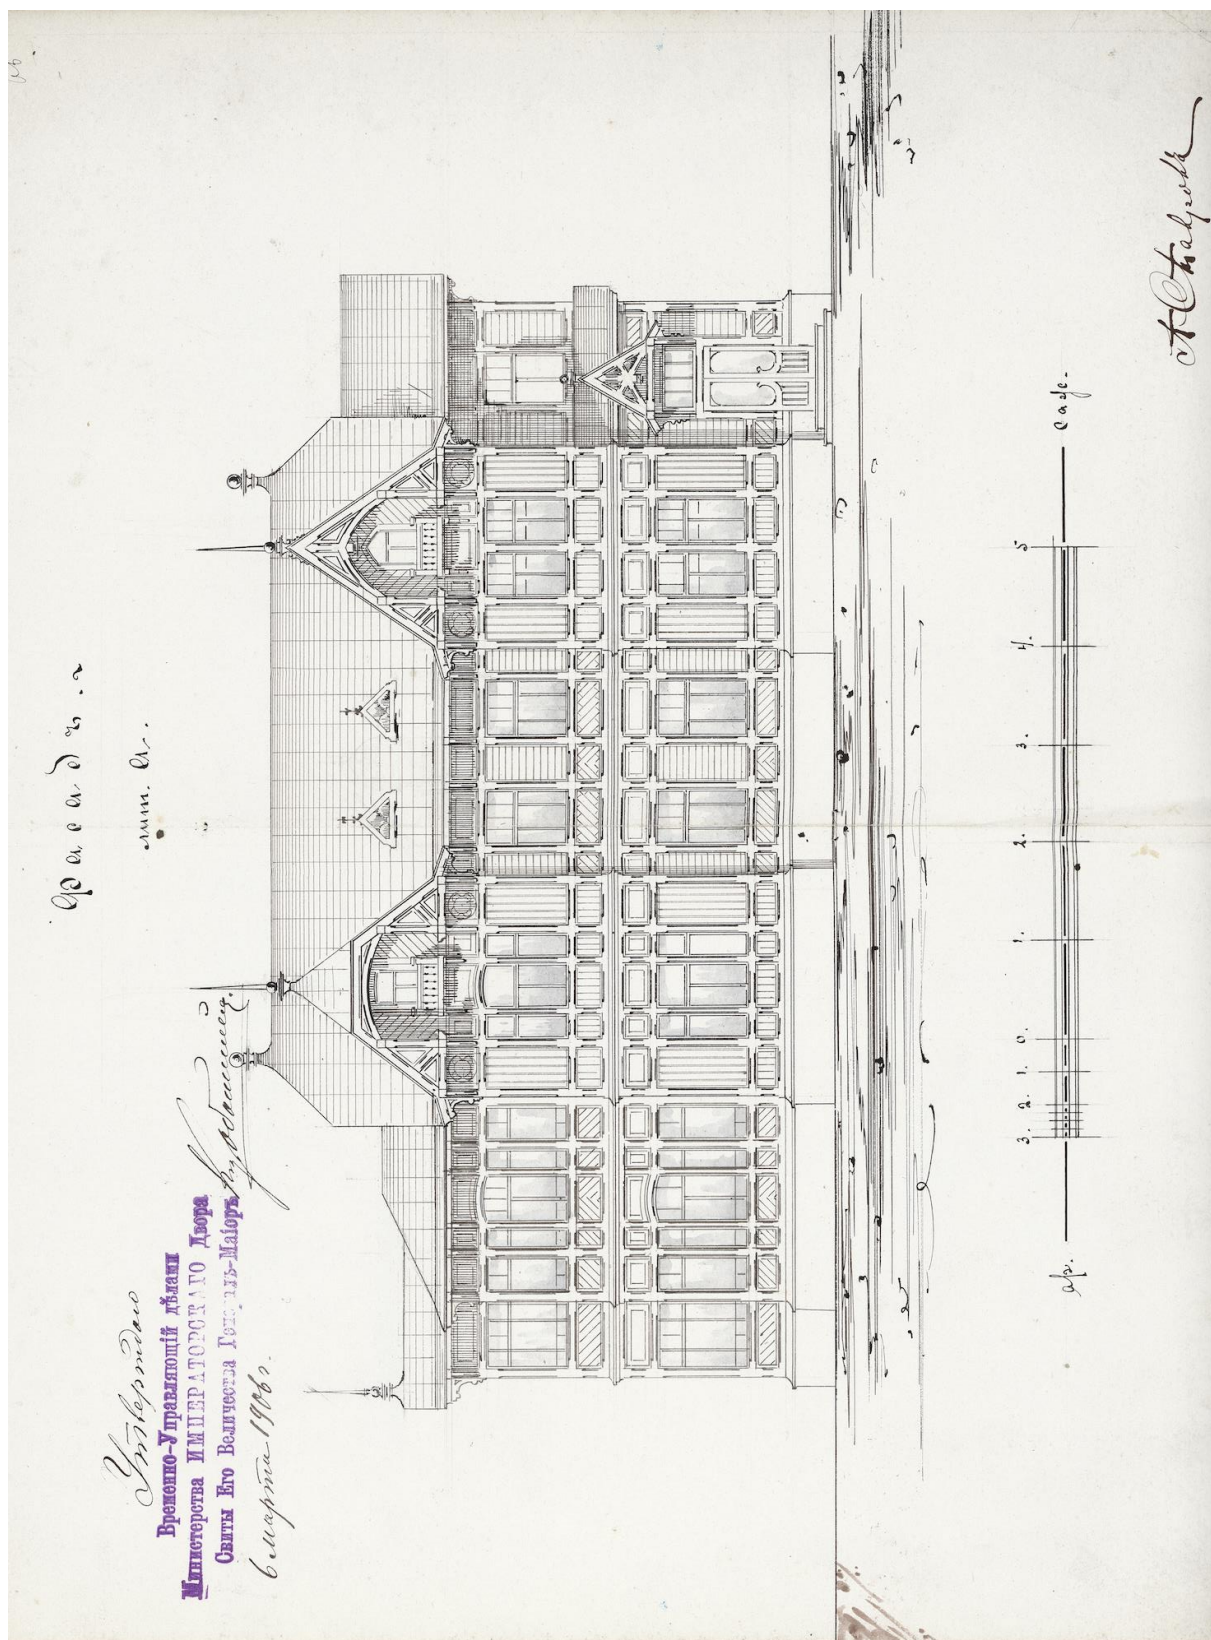 Утверждаю
Временно-Управляющій дѣлами
Министерства ИМПЕРАТОРСКАГО Двора
Свиты Его Величества Генералъ-Маіоръ
6 марта 1906 г.
Фасадъ.
лит. а.
ар. 3. 2. 1. 0. 1. 2. 3. 4. 5 саж.